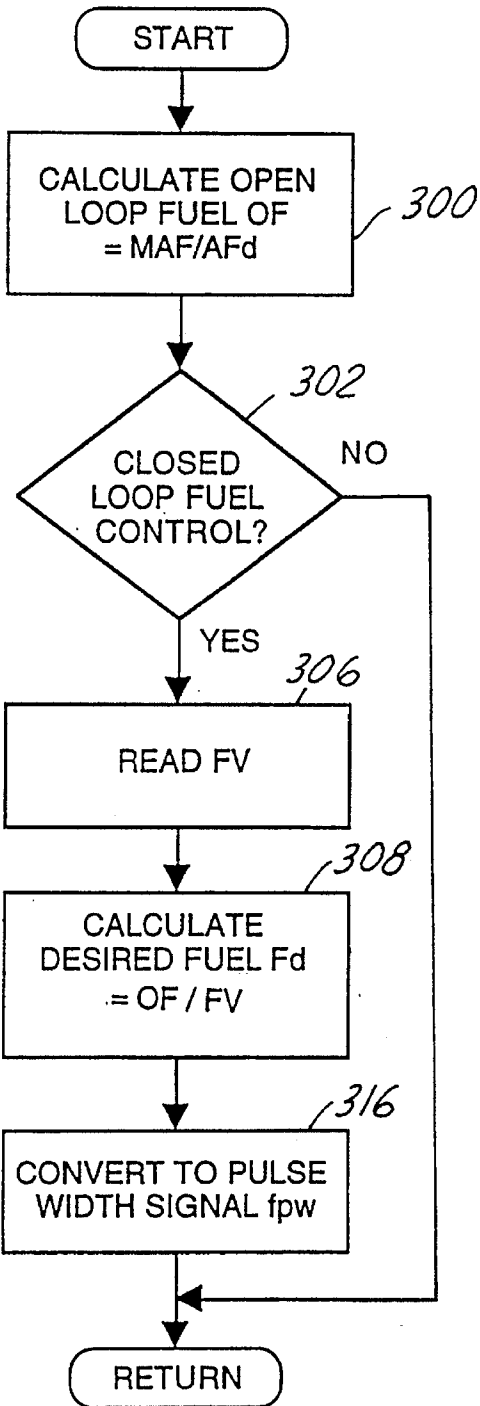 START
CALCULATE OPEN
LOOP FUEL OF
= MAF/AFd
300
302
CLOSED
LOOP FUEL
CONTROL?
NO
YES
306
READ FV
308
CALCULATE
DESIRED FUEL Fd
= OF / FV
316
CONVERT TO PULSE
WIDTH SIGNAL fpw
RETURN